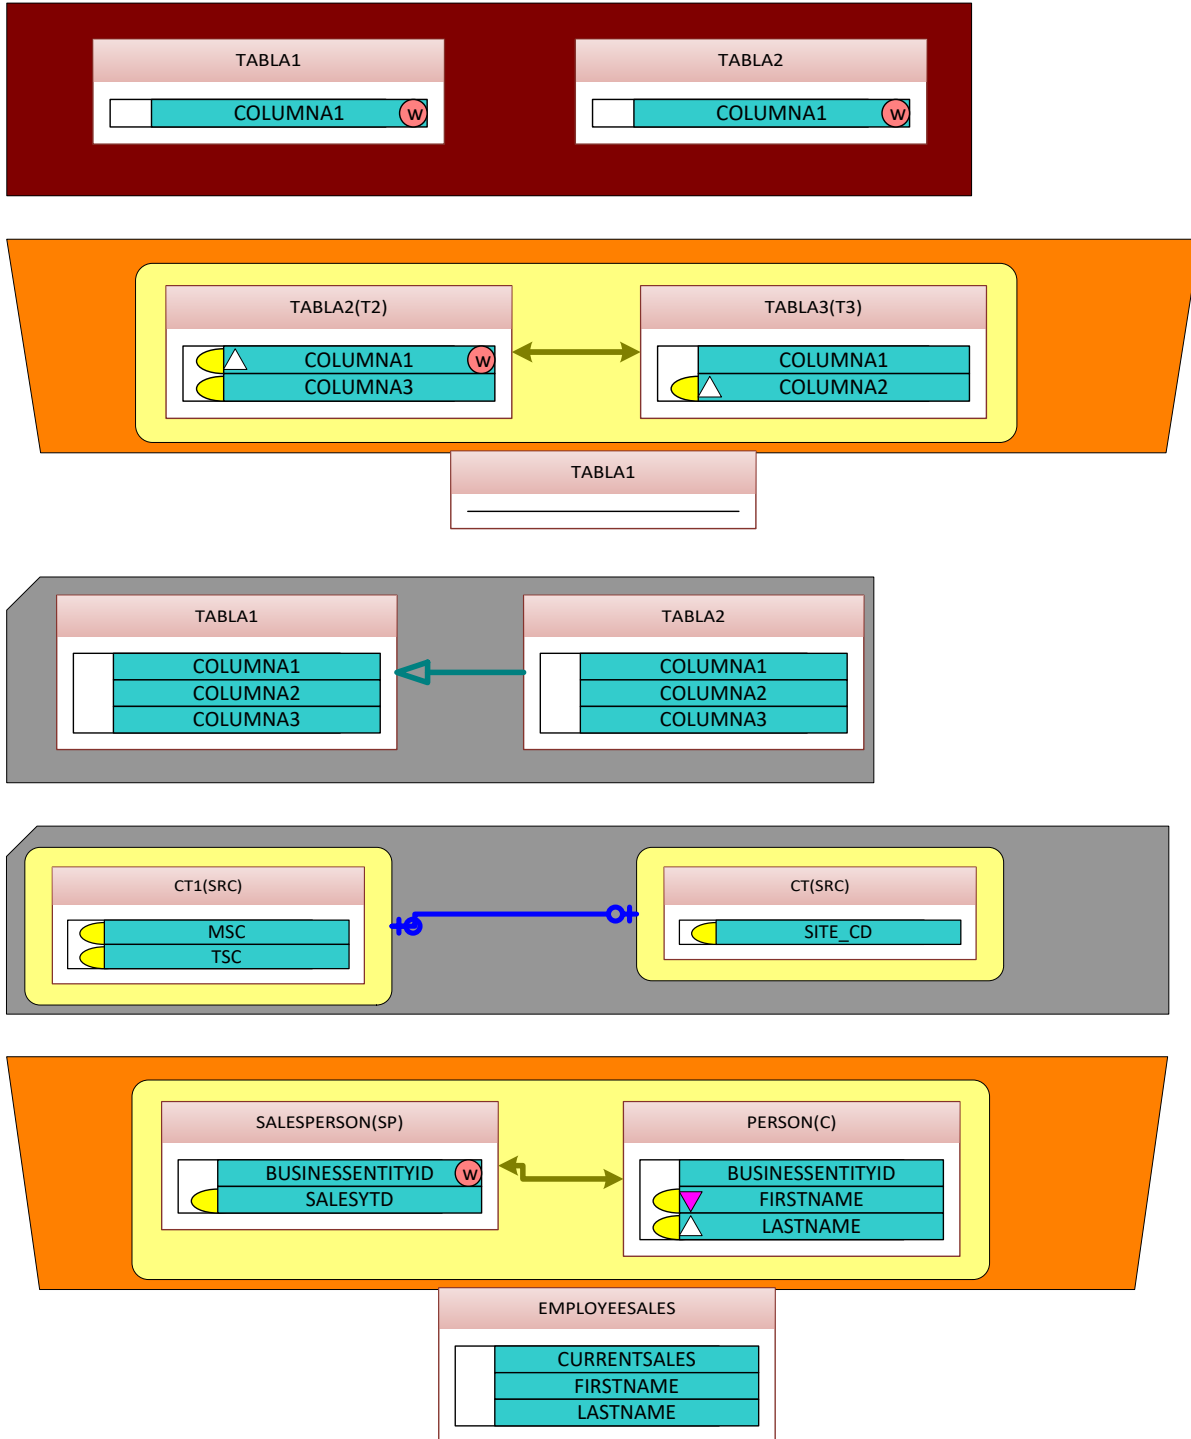 TABLA1 TABLA2
COLUMNA1 W COLUMNA1 W
TABLA2(T2) TABLA3(T3)
COLUMNA1 W COLUMNA1
COLUMNA3 COLUMNA2
TABLA1
TABLA1 TABLA2
COLUMNA1 COLUMNA1
COLUMNA2 COLUMNA2
COLUMNA3 COLUMNA3
CT1(SRC) CT(SRC)
MSC SITE_CD
TSC
SALESPERSON(SP) PERSON(C)
BUSINESSENTITYID W BUSINESSENTITYID
SALESYTD FIRSTNAME
LASTNAME
EMPLOYEESALES
CURRENTSALES
FIRSTNAME
LASTNAME